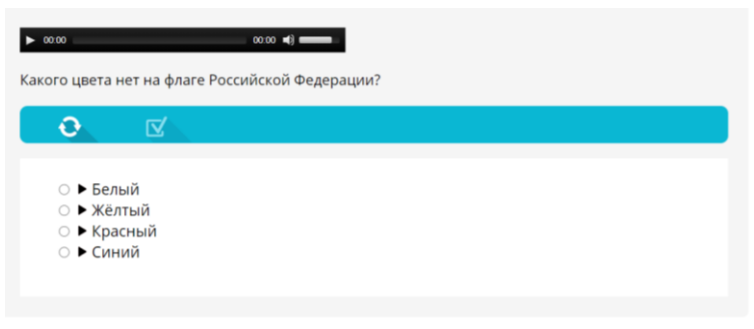 00:00 00:00
Какого цвета нет на флаге Российской Федерации?
Белый
Жёлтый
Красный
Синий